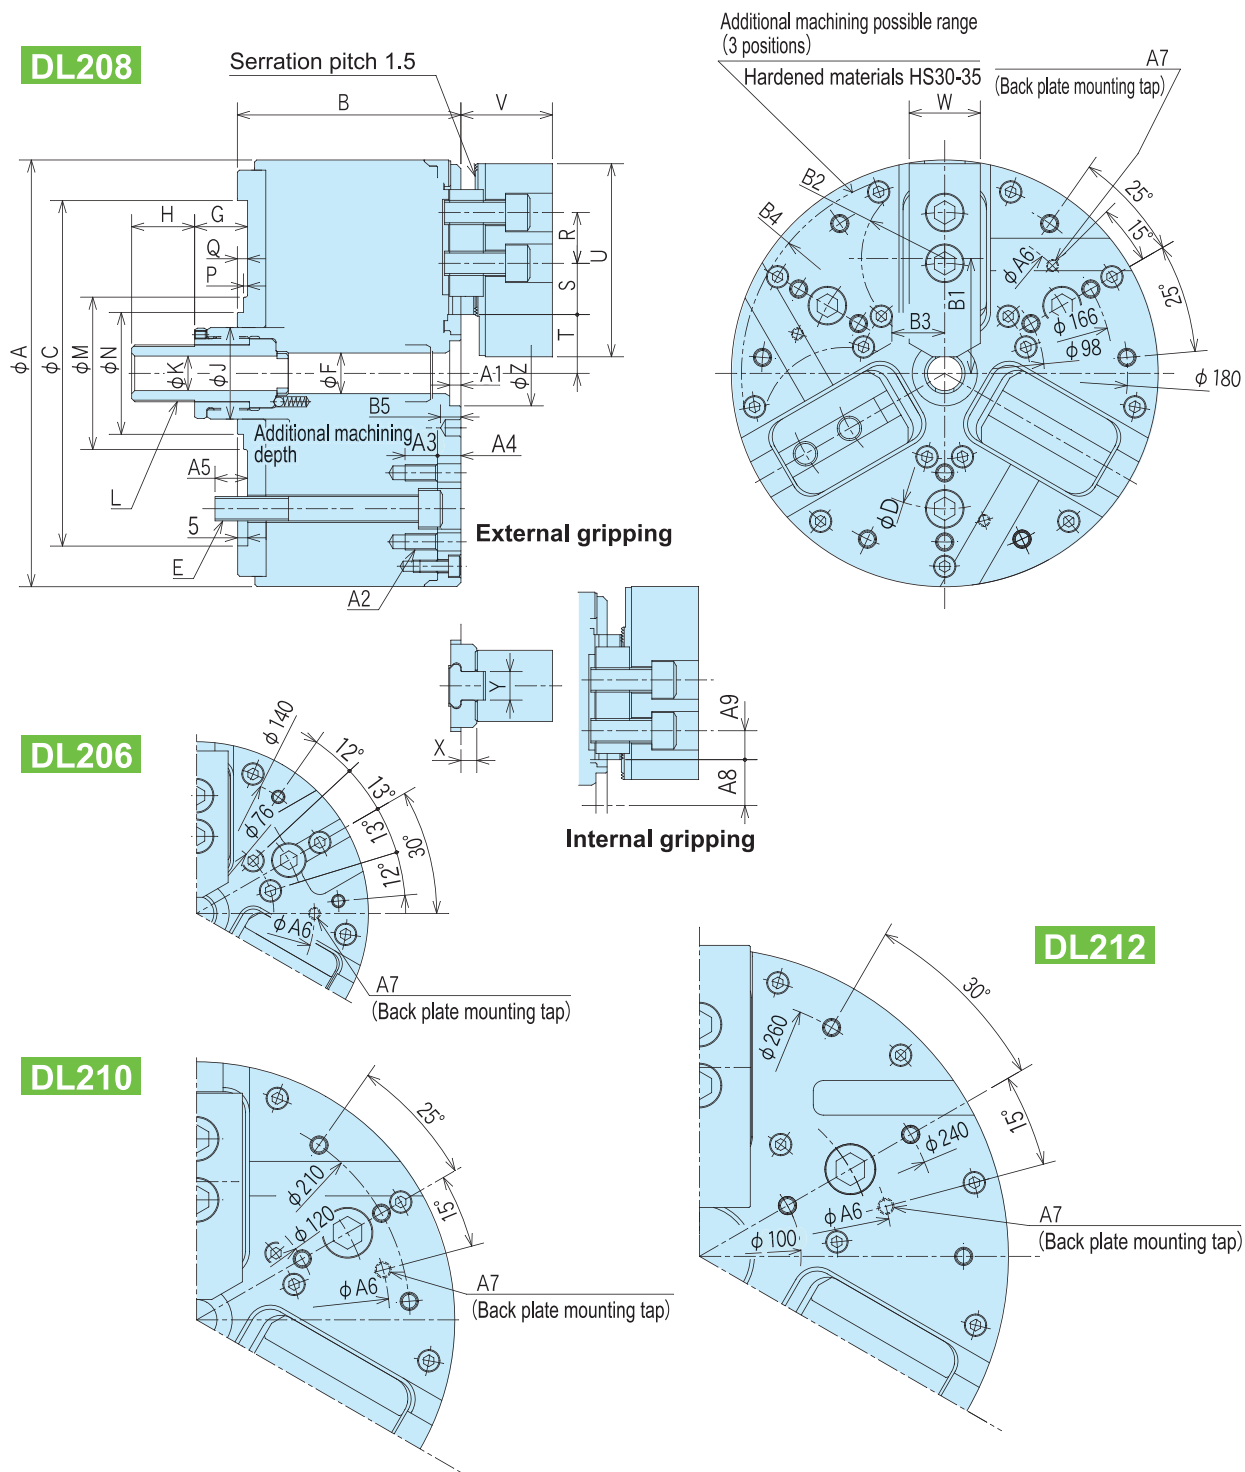 DL208
Serration pitch 1.5
B
V
H
G
Q
P
φA
φC
φM
φN
φK
φJ
φF
A1
φZ
B5
Additional machining
depth
A3
A4
A5
L
5
E
A2
R
S
T
U
External gripping
Additional machining possible range
(3 positions)
Hardened materials HS30-35
A7
(Back plate mounting tap)
W
B2
B4
B1
B3
25°
15°
25°
φA6
φ166
φ98
φ180
φD
X
Y
A9
A8
Internal gripping
DL206
φ140
φ76
12°
13°
13°
12°
30°
φA6
A7
(Back plate mounting tap)
DL210
25°
15°
φ210
φ120
φA6
A7
(Back plate mounting tap)
DL212
30°
15°
φ260
φ240
φA6
φ100
A7
(Back plate mounting tap)